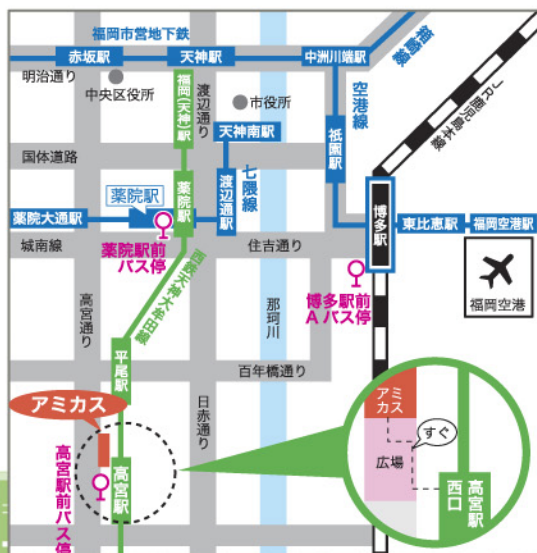 福岡市営地下鉄
赤坂駅
天神駅
中洲川端駅
箱崎線
明治通り
中央区役所
福岡(天神)駅
渡辺通り
市役所
空港線
JR鹿児島本線
天神南駅
祇園駅
国体道路
七隈線
薬院駅
薬院駅
渡辺通駅
博多駅
薬院大通駅
東比恵駅
福岡空港駅
城南線
薬院駅前
バス停
住吉通り
西鉄天神大牟田線
博多駅前
A バス停
福岡空港
高宮通り
那珂川
平尾駅
百年橋通り
アミカス
日赤通り
アミ
カス
すぐ
広場
高宮駅
高宮駅前バス停
高宮駅
西口